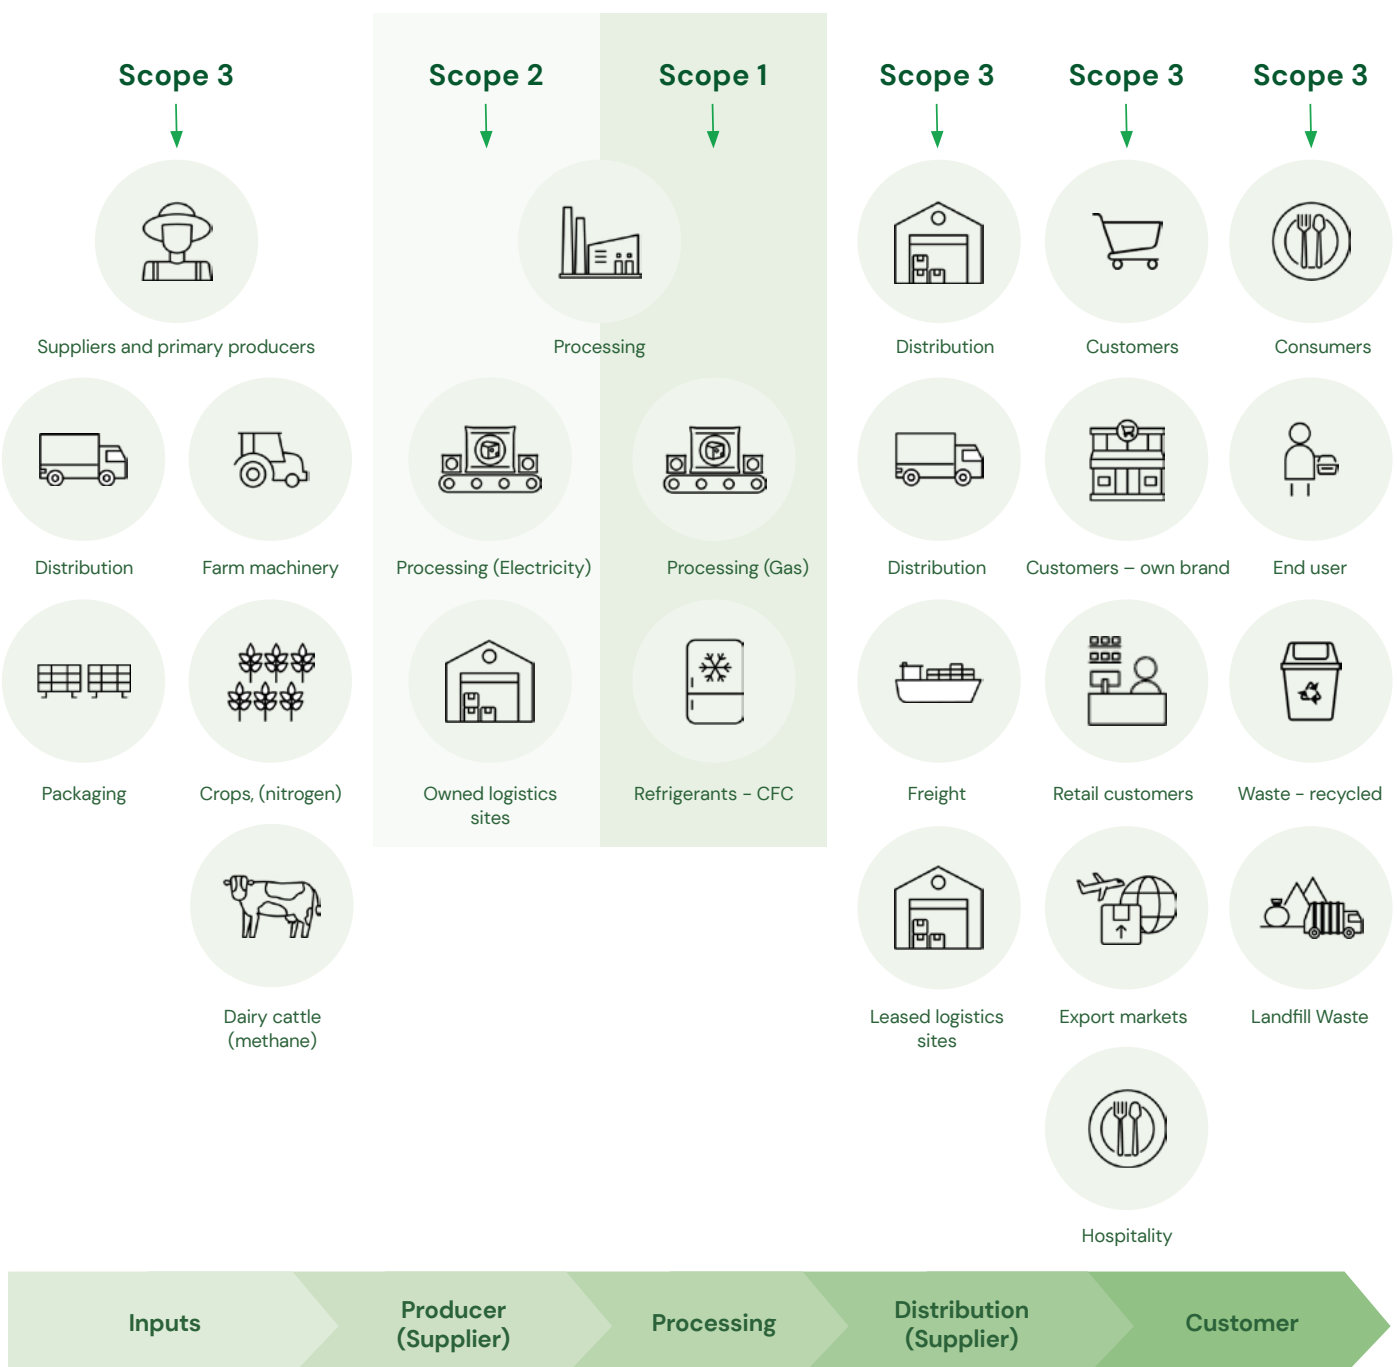 Scope 3
Scope 2
Scope 1
Scope 3
Scope 3
Scope 3
Suppliers and primary producers
Processing
Distribution
Customers
Consumers
Distribution
Farm machinery
Processing (Electricity)
Processing (Gas)
Distribution
Customers – own brand
End user
Packaging
Crops, (nitrogen)
Owned logistics
sites
Refrigerants - CFC
Freight
Retail customers
Waste - recycled
Dairy cattle
(methane)
Leased logistics
sites
Export markets
Landfill Waste
Hospitality
Inputs
Producer
(Supplier)
Processing
Distribution
(Supplier)
Customer